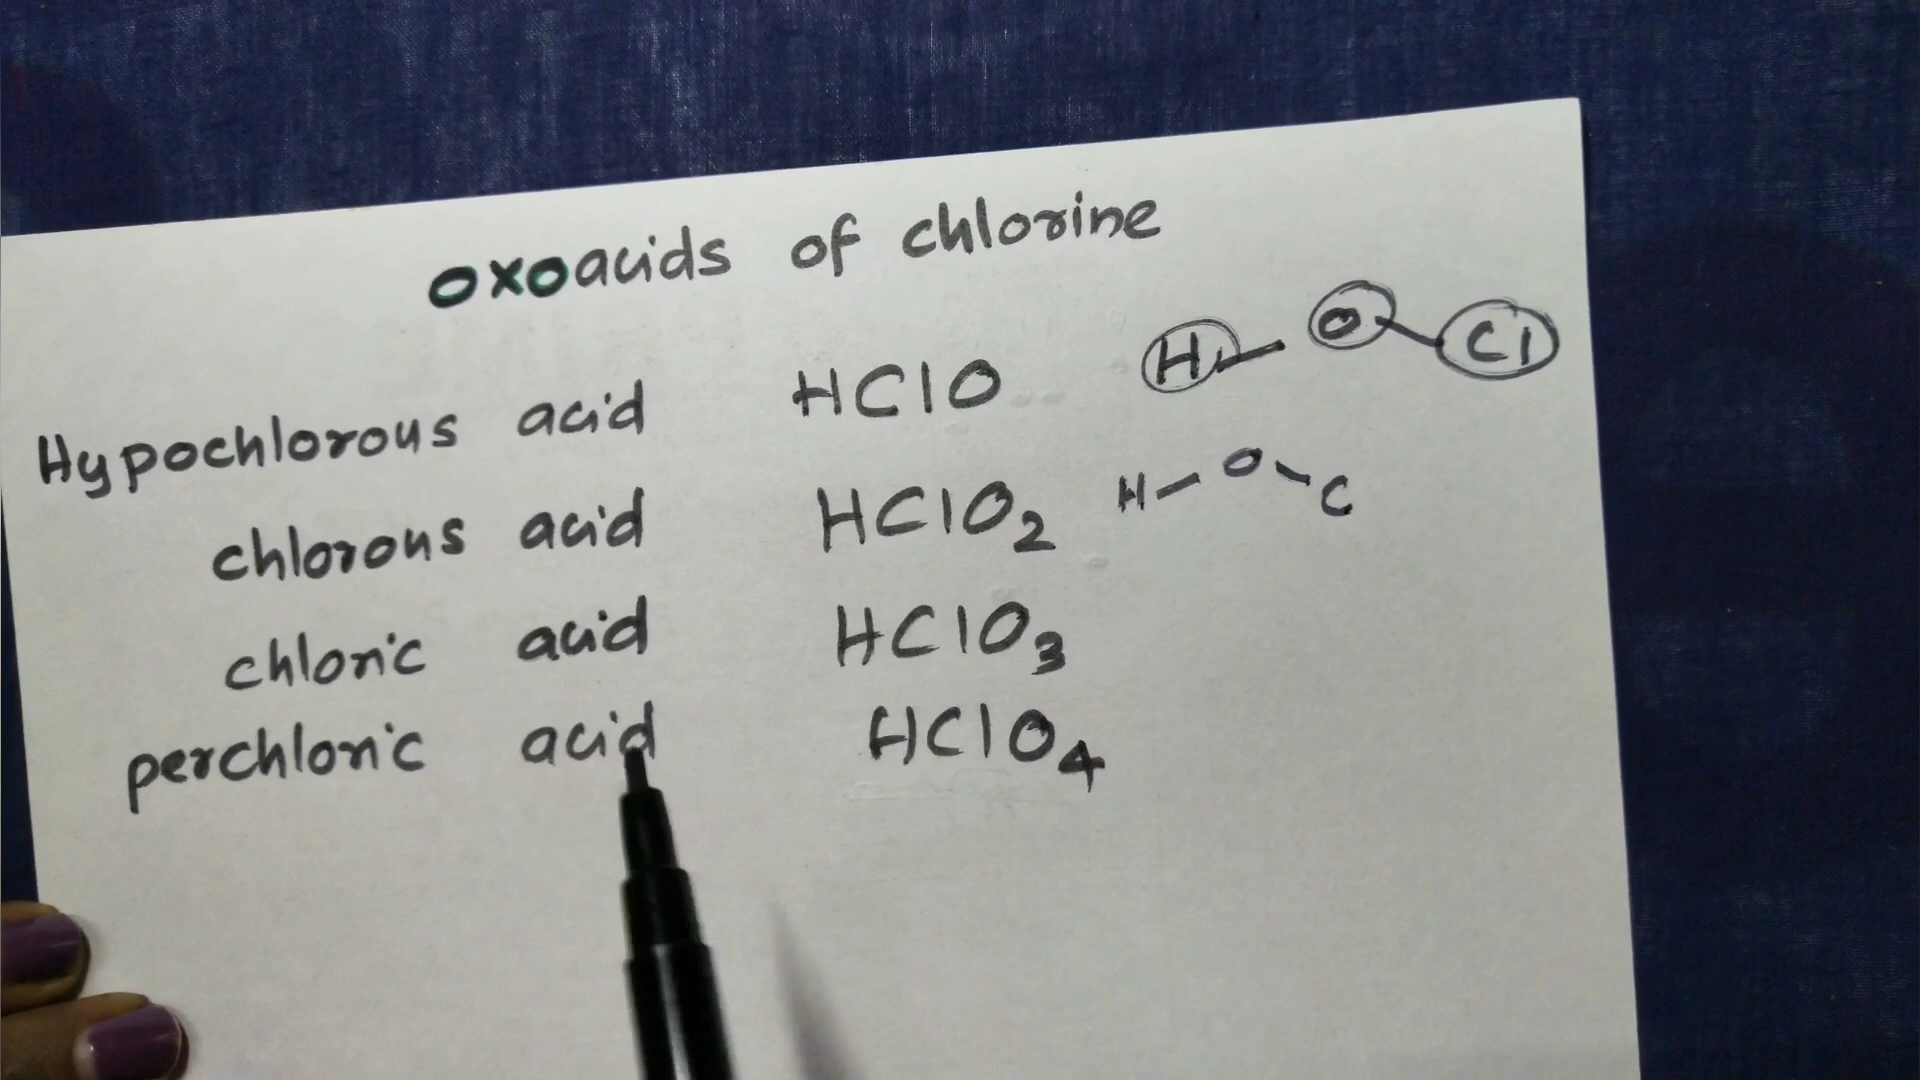 oxoacids of chlorine
Hypochlorous acid HClO H - O - Cl
chlorous acid HClO₂ H - O - C
chloric acid HClO₃
perchloric acid HClO₄